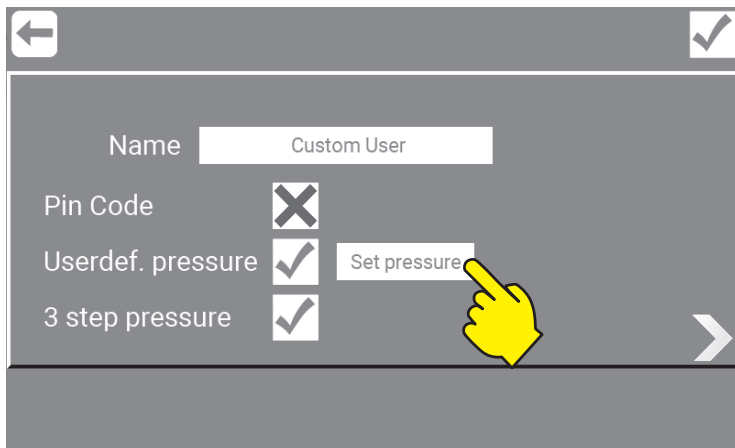 Name Custom User
Pin Code
Userdef. pressure Set pressure
3 step pressure